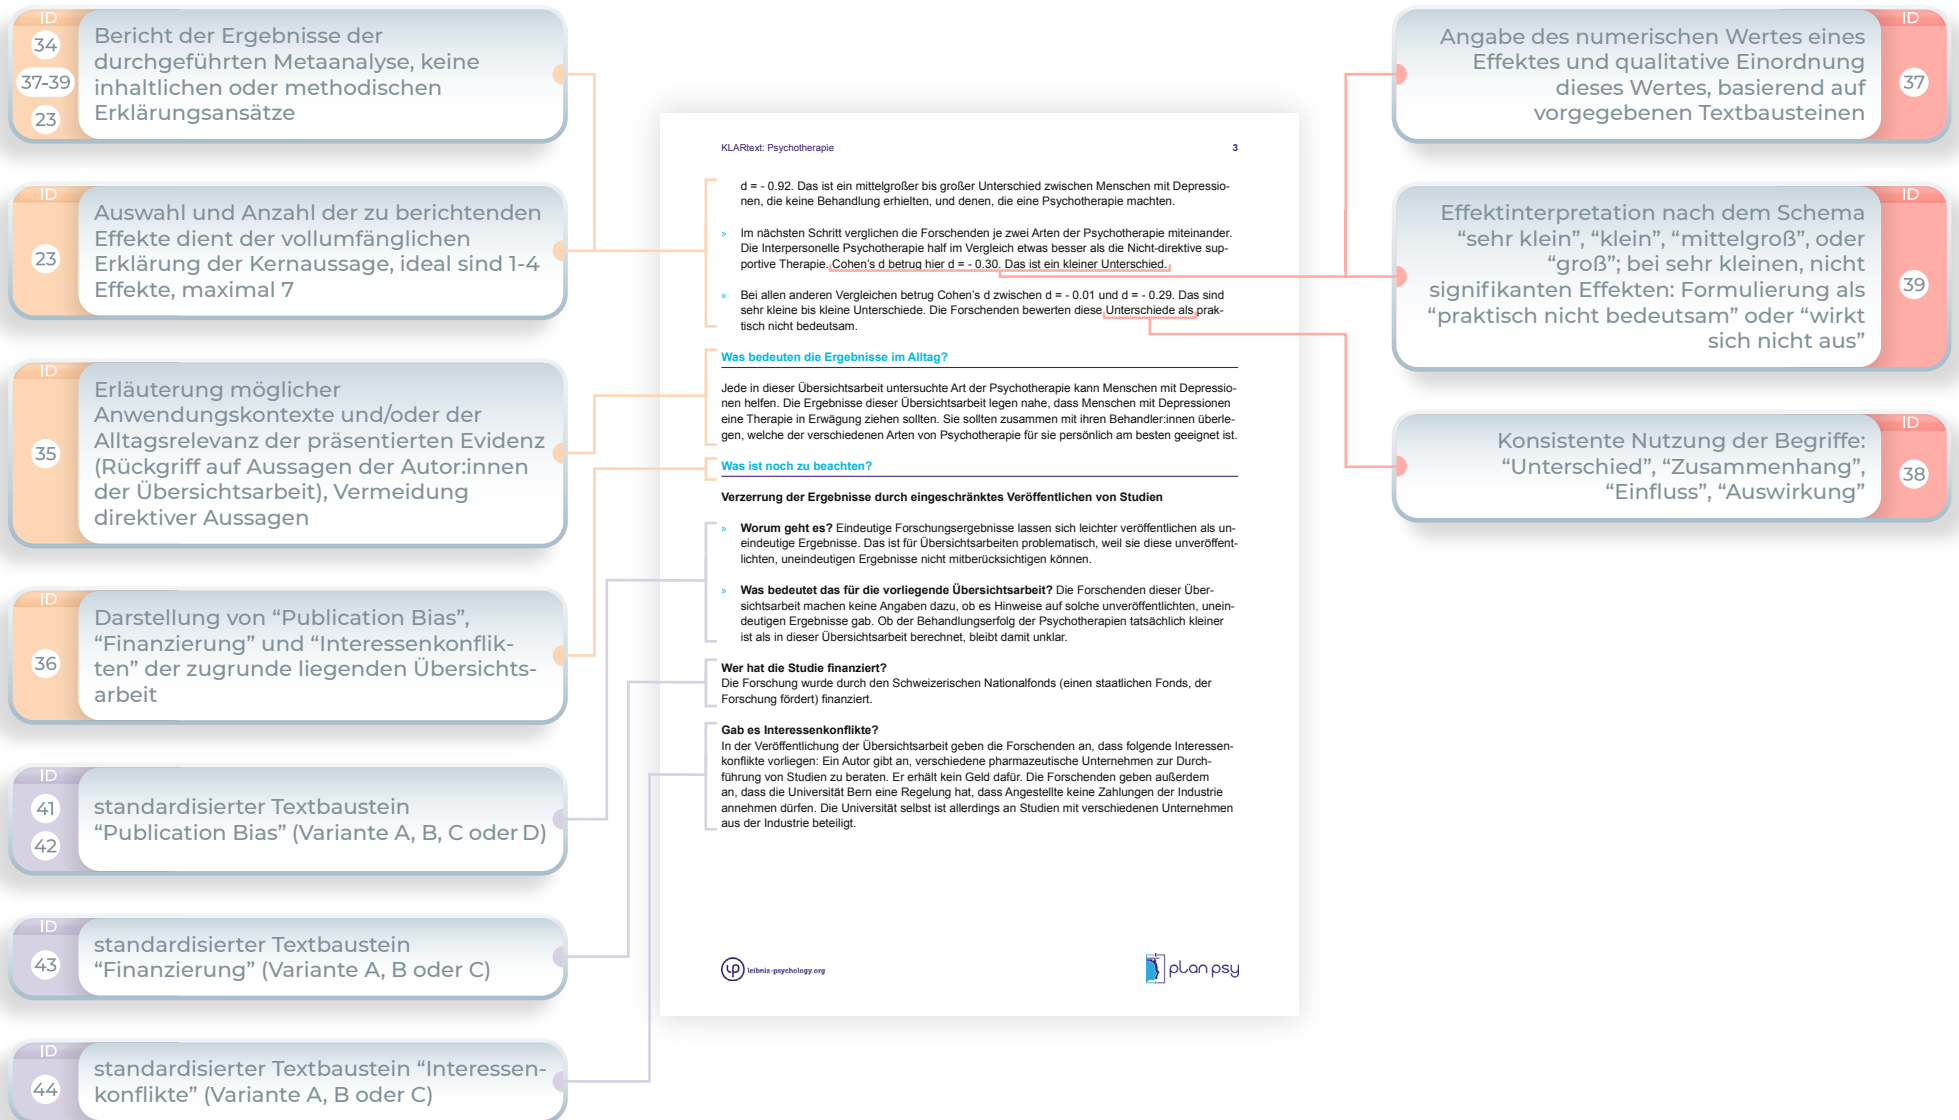 ID
34
37-39
23
Bericht der Ergebnisse der
durchgeführten Metaanalyse, keine
inhaltlichen oder methodischen
Erklärungsansätze
ID
23
Auswahl und Anzahl der zu berichtenden
Effekte dient der vollumfänglichen
Erklärung der Kernaussage, ideal sind 1-4
Effekte, maximal 7
ID
35
Erläuterung möglicher
Anwendungskontexte und/oder der
Alltagsrelevanz der präsentierten Evidenz
(Rückgriff auf Aussagen der Autor:innen
der Übersichtsarbeit), Vermeidung
direktiver Aussagen
ID
36
Darstellung von “Publication Bias”,
“Finanzierung” und “Interessenkonflik-
ten” der zugrunde liegenden Übersichts-
arbeit
ID
41
42
standardisierter Textbaustein
“Publication Bias” (Variante A, B, C oder D)
ID
43
standardisierter Textbaustein
“Finanzierung” (Variante A, B oder C)
ID
44
standardisierter Textbaustein “Interessen-
konflikte” (Variante A, B oder C)
KLARtext: Psychotherapie 3
d = - 0.92. Das ist ein mittelgroßer bis großer Unterschied zwischen Menschen mit Depressio-
nen, die keine Behandlung erhielten, und denen, die eine Psychotherapie machten.
» Im nächsten Schritt verglichen die Forschenden je zwei Arten der Psychotherapie miteinander.
Die Interpersonelle Psychotherapie half im Vergleich etwas besser als die Nicht-direktive sup-
portive Therapie. Cohen’s d betrug hier d = - 0.30. Das ist ein kleiner Unterschied.
» Bei allen anderen Vergleichen betrug Cohen’s d zwischen d = - 0.01 und d = - 0.29. Das sind
sehr kleine bis kleine Unterschiede. Die Forschenden bewerten diese Unterschiede als prak-
tisch nicht bedeutsam.
Was bedeuten die Ergebnisse im Alltag?
Jede in dieser Übersichtsarbeit untersuchte Art der Psychotherapie kann Menschen mit Depressio-
nen helfen. Die Ergebnisse dieser Übersichtsarbeit legen nahe, dass Menschen mit Depressionen
eine Therapie in Erwägung ziehen sollten. Sie sollten zusammen mit ihren Behandler:innen überle-
gen, welche der verschiedenen Arten von Psychotherapie für sie persönlich am besten geeignet ist.
Was ist noch zu beachten?
Verzerrung der Ergebnisse durch eingeschränktes Veröffentlichen von Studien
» Worum geht es? Eindeutige Forschungsergebnisse lassen sich leichter veröffentlichen als un-
eindeutige Ergebnisse. Das ist für Übersichtsarbeiten problematisch, weil sie diese unveröffent-
lichten, uneindeutigen Ergebnisse nicht mitberücksichtigen können.
» Was bedeutet das für die vorliegende Übersichtsarbeit? Die Forschenden dieser Über-
sichtsarbeit machen keine Angaben dazu, ob es Hinweise auf solche unveröffentlichten, unein-
deutigen Ergebnisse gab. Ob der Behandlungserfolg der Psychotherapien tatsächlich kleiner
ist als in dieser Übersichtsarbeit berechnet, bleibt damit unklar.
Wer hat die Studie finanziert?
Die Forschung wurde durch den Schweizerischen Nationalfonds (einen staatlichen Fonds, der
Forschung fördert) finanziert.
Gab es Interessenkonflikte?
In der Veröffentlichung der Übersichtsarbeit geben die Forschenden an, dass folgende Interessen-
konflikte vorliegen: Ein Autor gibt an, verschiedene pharmazeutische Unternehmen zur Durch-
führung von Studien zu beraten. Er erhält kein Geld dafür. Die Forschenden geben außerdem
an, dass die Universität Bern eine Regelung hat, dass Angestellte keine Zahlungen der Industrie
annehmen dürfen. Die Universität selbst ist allerdings an Studien mit verschiedenen Unternehmen
aus der Industrie beteiligt.
leibniz-psychology.org
plan psy
ID
37
Angabe des numerischen Wertes eines
Effektes und qualitative Einordnung
dieses Wertes, basierend auf
vorgegebenen Textbausteinen
ID
39
Effektinterpretation nach dem Schema
“sehr klein”, “klein”, “mittelgroß”, oder
“groß”; bei sehr kleinen, nicht
signifikanten Effekten: Formulierung als
“praktisch nicht bedeutsam” oder “wirkt
sich nicht aus”
ID
38
Konsistente Nutzung der Begriffe:
“Unterschied”, “Zusammenhang”,
“Einfluss”, “Auswirkung”